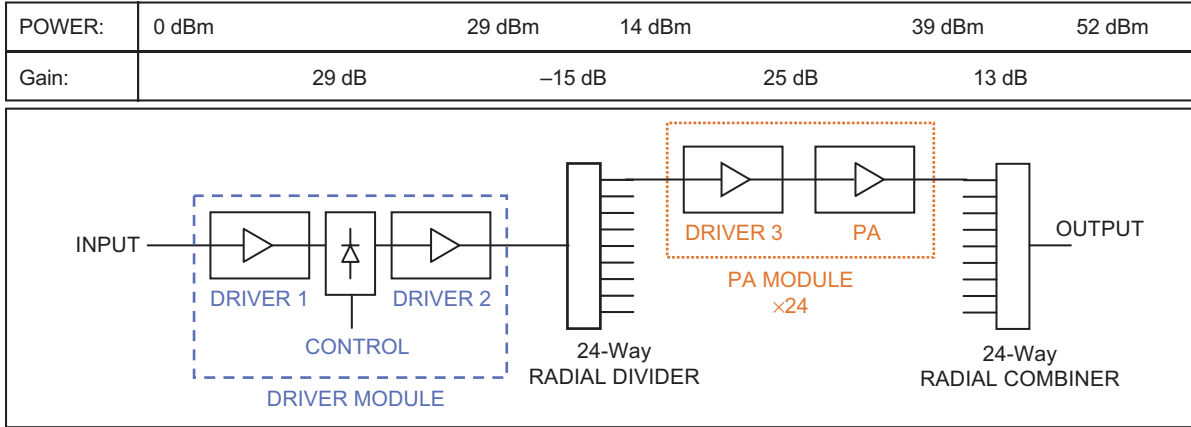 POWER: 0 dBm 29 dBm 14 dBm 39 dBm 52 dBm
Gain: 29 dB –15 dB 25 dB 13 dB
INPUT
DRIVER 1
DRIVER 2
CONTROL
DRIVER MODULE
24-Way
RADIAL DIVIDER
DRIVER 3
PA
PA MODULE
×24
24-Way
RADIAL COMBINER
OUTPUT